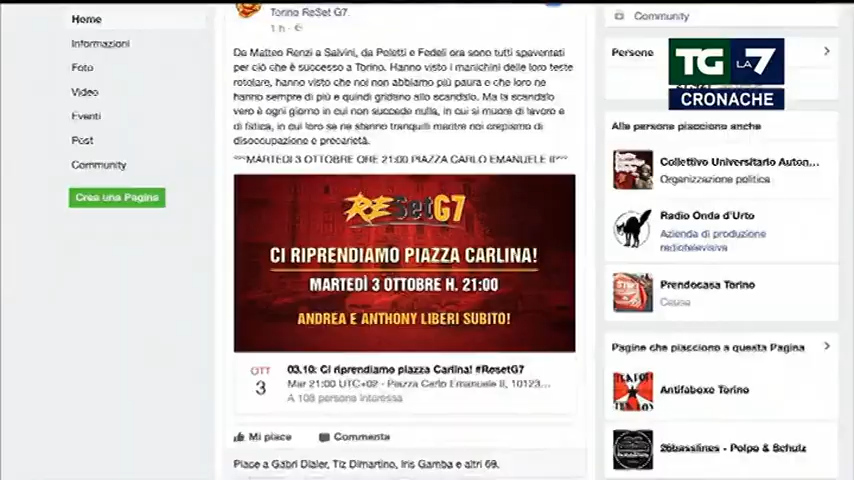 Home
Informazioni
Foto
Video
Eventi
Post
Community
Crea una Pagina
Torino ReSet G7.
1 h ·
Da Matteo Renzi a Salvini, da Poletti e Fedeli ora sono tutti spaventati
per ciò che è successo a Torino. Hanno visto i manichini delle loro teste
rotolare, hanno visto che noi non abbiamo più paura e che loro ne
hanno sempre di più e quindi gridano allo scandalo. Ma lo scandalo
vero è ogni giorno in cui non succede nulla, in cui si muore di lavoro e
di fatica, in cui loro se ne stanno tranquilli mentre noi crepiamo di
disoccupazione e precarietà.
***MARTEDÌ 3 OTTOBRE ORE 21:00 PIAZZA CARLO EMANUELE II***
RESetG7
CI RIPRENDIAMO PIAZZA CARLINA!
MARTEDÌ 3 OTTOBRE H. 21:00
ANDREA E ANTHONY LIBERI SUBITO!
OTT
3
03.10: Ci riprendiamo piazza Carlina! #ResetG7
Mar 21:00 UTC+02 - Piazza Carlo Emanuele II, 10123...
A 108 persone interessa
Mi piace
Commenta
Piace a Gabri Dialer, Tiz Dimartino, Iris Gamba e altri 69.
Community
Persone
TG LA7
CRONACHE
Alle persone piacciono anche
Collettivo Universitario Auton...
Organizzazione politica
Radio Onda d'Urto
Azienda di produzione
radiotelevisiva
Prendocasa Torino
Causa
Pagine che piacciono a questa Pagina
Antifaboxe Torino
26basslines - Polpo & Schulz